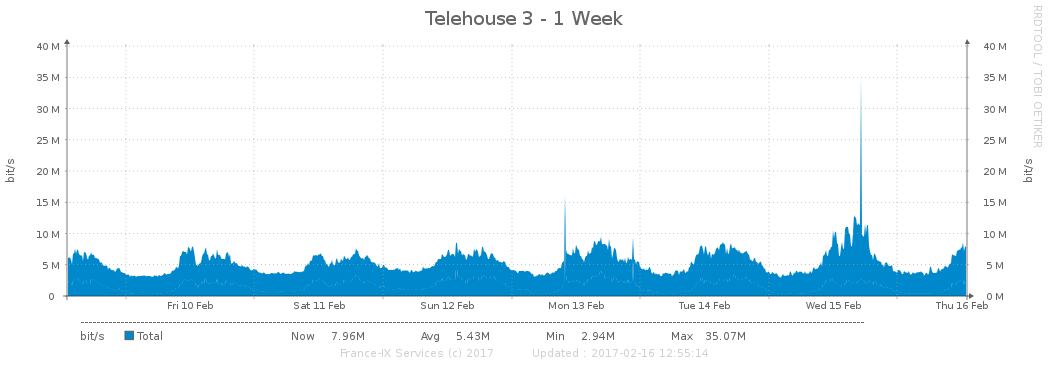 Telehouse 3 - 1 Week
RRDTOOL / TOBI OETIKER
40 M 40 M
35 M 35 M
30 M 30 M
25 M 25 M
20 M 20 M
15 M 15 M
10 M 10 M
5 M 5 M
0 0 M
bit/s
bit/s
Fri 10 Feb Sat 11 Feb Sun 12 Feb Mon 13 Feb Tue 14 Feb Wed 15 Feb Thu 16 Feb
bit/s Total Now 7.96M Avg 5.43M Min 2.94M Max 35.07M
France-IX Services (c) 2017 Updated : 2017-02-16 12:55:14